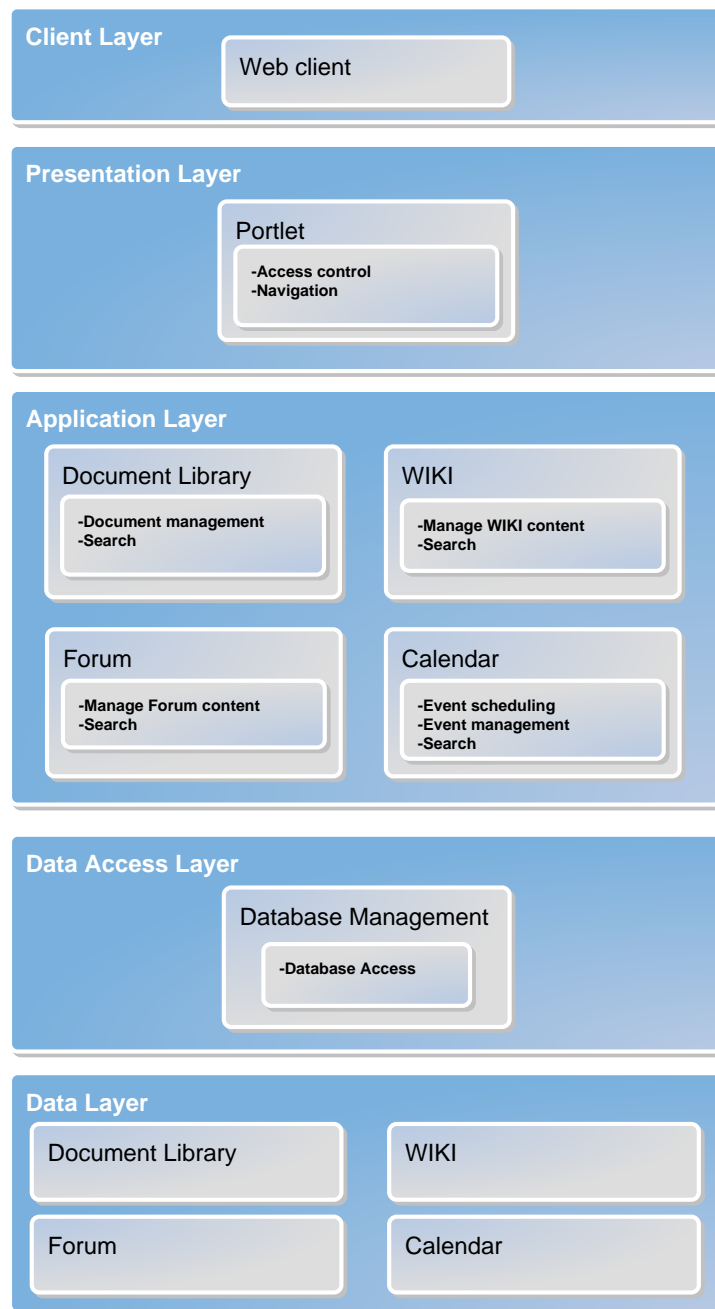 Client Layer
Web client
Presentation Layer
Portlet
-Access control
-Navigation
Application Layer
Document Library
-Document management
-Search
WIKI
-Manage WIKI content
-Search
Forum
-Manage Forum content
-Search
Calendar
-Event scheduling
-Event management
-Search
Data Access Layer
Database Management
-Database Access
Data Layer
Document Library
WIKI
Forum
Calendar